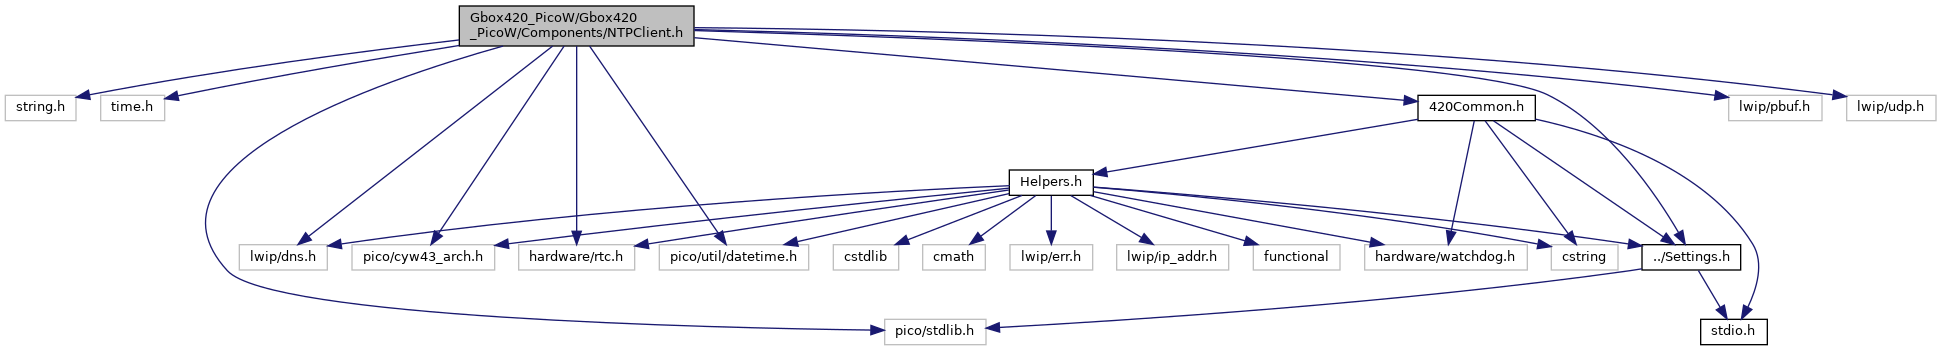 Gbox420_PicoW/Gbox420
_PicoW/Components/NTPClient.h
string.h
time.h
420Common.h
lwip/pbuf.h
lwip/udp.h
Helpers.h
lwip/dns.h
pico/cyw43_arch.h
hardware/rtc.h
pico/util/datetime.h
cstdlib
cmath
lwip/err.h
lwip/ip_addr.h
functional
hardware/watchdog.h
cstring
../Settings.h
pico/stdlib.h
stdio.h